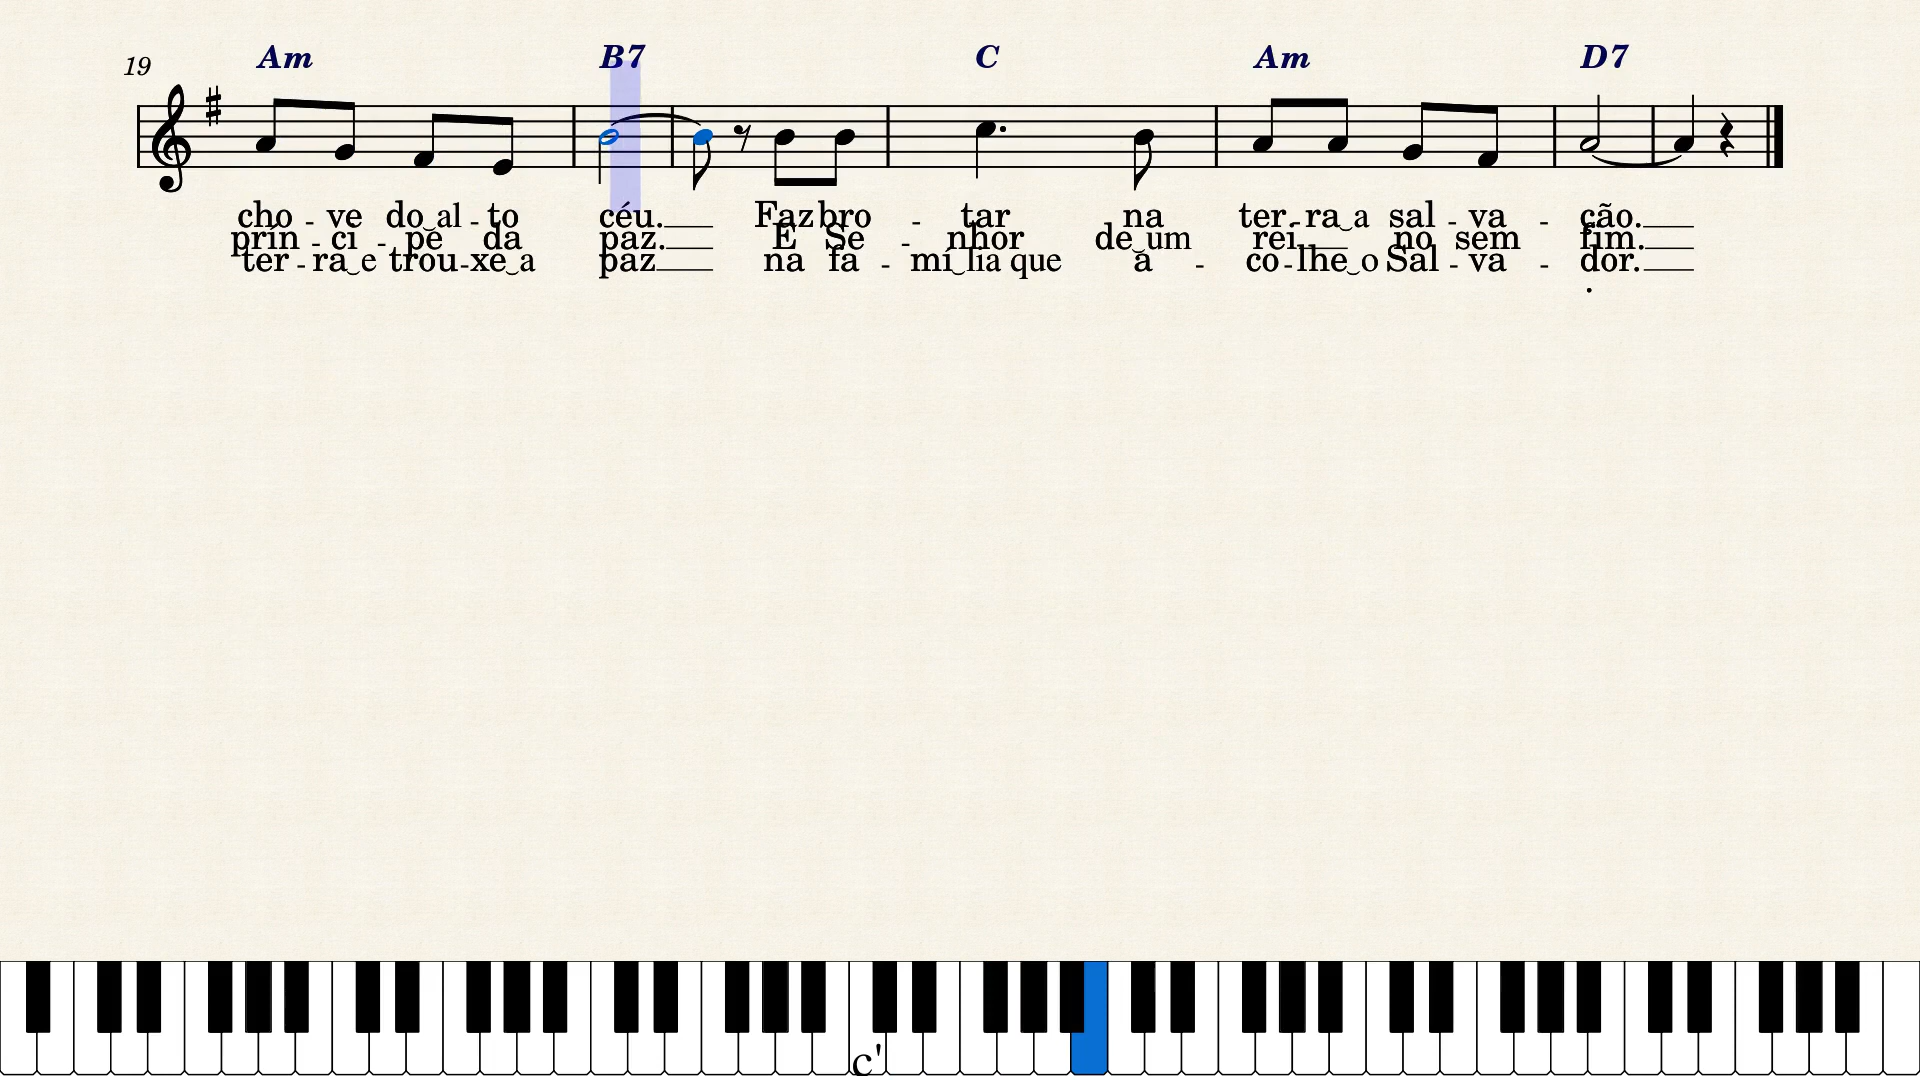 19 Am B7 C Am D7
cho - ve do‿al - to céu. Faz bro - tar - na ter - ra‿a sal - va - ção.
prín - ci - pe da paz. É Se - nhor de‿um rei no sem fim.
ter - ra‿e trou - xe‿a paz na fa - mí‿lia que a - co - lhe‿o Sal - va - dor.
.
c'